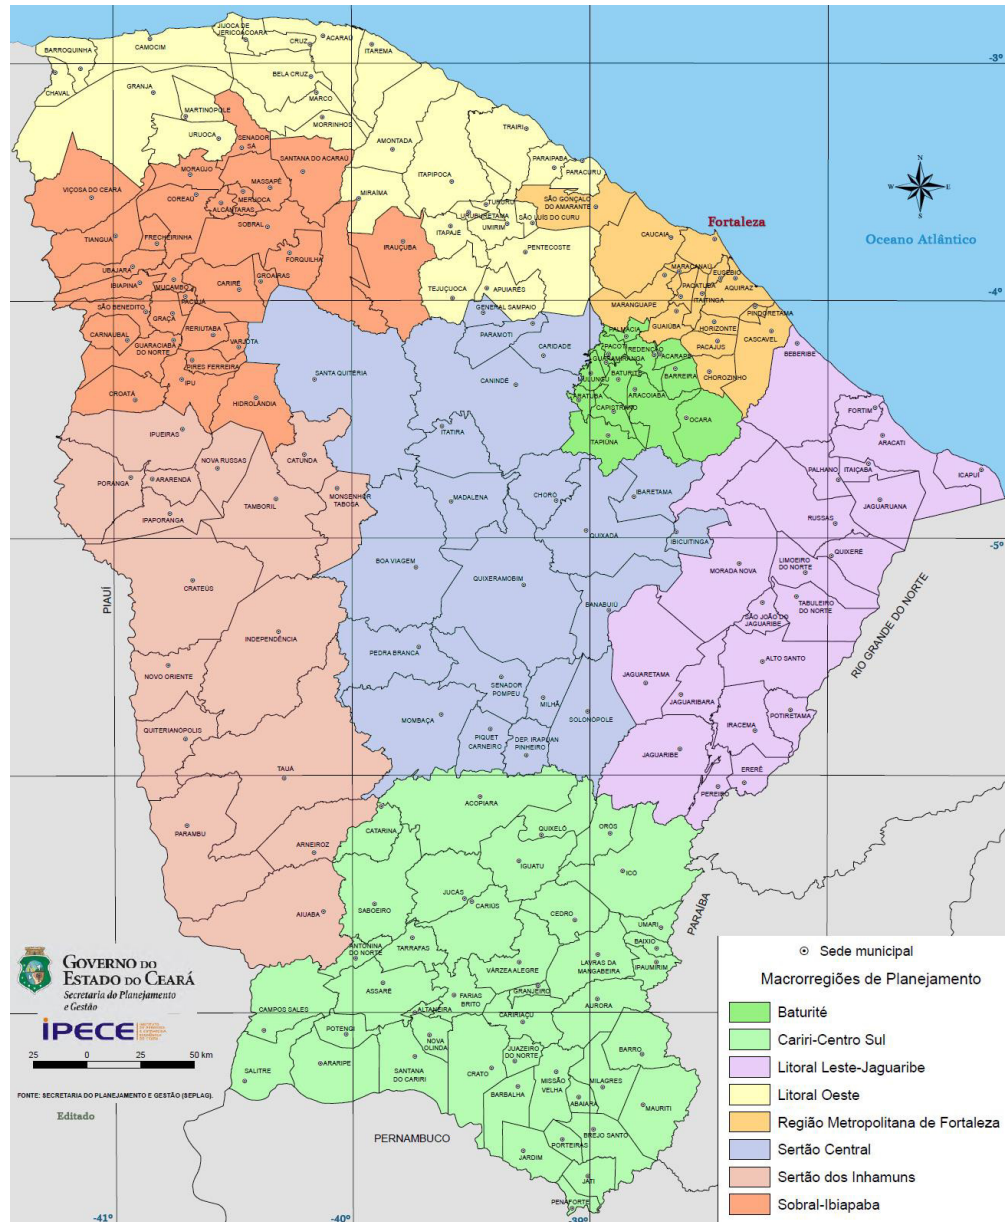 JIJOCA DE
JERICOACOARA
ACARAÚ
CRUZ
ITAREMA
CAMOCIM
BARROQUINHA
-3º
BELA CRUZ
CHAVAL
GRANJA
MARCO
MARTINÓPOLE
MORRINHOS
TRAIRI
URUOCA
SENADOR
SÁ
AMONTADA
SANTANA DO ACARAÚ
PARAIPABA
PARACURU
MORAÚJO
ITAPIPOCA
MASSAPÊ
VIÇOSA DO CEARÁ
MIRAÍMA
COREAÚ
MERUOCA
ALCÂNTARAS
TURURU
SÃO GONÇALO
DO AMARANTE
N
W
E
S
URUBURETAMA
SÃO LUÍS DO CURU
Fortaleza
SOBRAL
ITAPAJÉ
UMIRIM
CAUCAIA
Oceano Atlântico
TIANGUÁ
FRECHEIRINHA
IRAUÇUBA
PENTECOSTE
FORQUILHA
UBAJARA
MARACANAÚ
EUSÉBIO
IBIAPINA
MUCAMBO
CARIRÉ
GROAÍRAS
PACATUBA
AQUIRAZ
TEJUÇUOCA
APUIARÉS
ITAITINGA
PACUJÁ
-4º
SÃO BENEDITO
GENERAL SAMPAIO
MARANGUAPE
PINDORETAMA
GRAÇA
GUAIÚBA
HORIZONTE
CARNAUBAL
RERIUTABA
PARAMOTI
PALMÁCIA
CASCAVEL
GUARACIABA
DO NORTE
VARJOTA
CARIDADE
PACOTI
REDENÇÃO
PACAJUS
BEBERIBE
GUARAMIRANGA
ACARAPE
PIRES FERREIRA
SANTA QUITÉRIA
CANINDÉ
MULUNGU
BATURITÉ
BARREIRA
CHOROZINHO
IPU
CROATÁ
HIDROLÂNDIA
ARATUBA
ARACOIABA
CAPISTRANO
FORTIM
OCARA
IPUEIRAS
ITATIRA
ITAPIÚNA
ARACATI
CATUNDA
NOVA RUSSAS
PALHANO
ITAIÇABA
ICAPUÍ
PORANGA
ARARENDÁ
MONSENHOR
TABOSA
MADALENA
CHORÓ
IBARETAMA
TAMBORIL
JAGUARUANA
IPAPORANGA
RUSSAS
-5º
QUIXADÁ
IBICUITINGA
BOA VIAGEM
MORADA NOVA
LIMOEIRO
DO NORTE
QUIXERÉ
CRATEÚS
QUIXERAMOBIM
PIAUÍ
BANABUIÚ
TABULEIRO
DO NORTE
SÃO JOÃO DO
JAGUARIBE
RIO GRANDE DO NORTE
INDEPENDÊNCIA
PEDRA BRANCA
ALTO SANTO
NOVO ORIENTE
SENADOR
POMPEU
JAGUARETAMA
MILHÃ
JAGUARIBARA
SOLONÓPOLE
POTIRETAMA
MOMBAÇA
IRACEMA
QUITERIANÓPOLIS
PIQUET
CARNEIRO
DEP. IRAPUAN
PINHEIRO
JAGUARIBE
TAUÁ
ERERÊ
PEREIRO
ACOPIARA
PARAMBU
CATARINA
QUIXELÔ
ORÓS
ARNEIROZ
IGUATU
ICÓ
JUCÁS
CARIÚS
AIUABA
SABOEIRO
CEDRO
UMARI
PARAÍBA
ANTONINA
DO NORTE
TARRAFAS
BAIXIO
LAVRAS DA
MANGABEIRA
VÁRZEA ALEGRE
IPAUMIRIM
GOVERNO DO
ESTADO DO CEARÁ
Secretaria do Planejamento
e Gestão
ASSARÉ
FARIAS
BRITO
GRANJEIRO
AURORA
CAMPOS SALES
ALTANEIRA
CARIRIAÇU
IPECE
POTENGI
NOVA
OLINDA
JUAZEIRO
DO NORTE
BARRO
25 0 25 50 km
ARARIPE
SANTANA
DO CARIRI
CRATO
SALITRE
MISSÃO
VELHA
MILAGRES
BARBALHA
ABAIARA
MAURITI
FONTE: SECRETARIA DO PLANEJAMENTO E GESTÃO (SEPLAG).
Editado
PERNAMBUCO
BREJO SANTO
PORTEIRAS
JARDIM
JATI
PENAFORTE
-41º
-40º
-39º
Sede municipal
Macrorregiões de Planejamento
Baturité
Cariri-Centro Sul
Litoral Leste-Jaguaribe
Litoral Oeste
Região Metropolitana de Fortaleza
Sertão Central
Sertão dos Inhamuns
Sobral-Ibiapaba